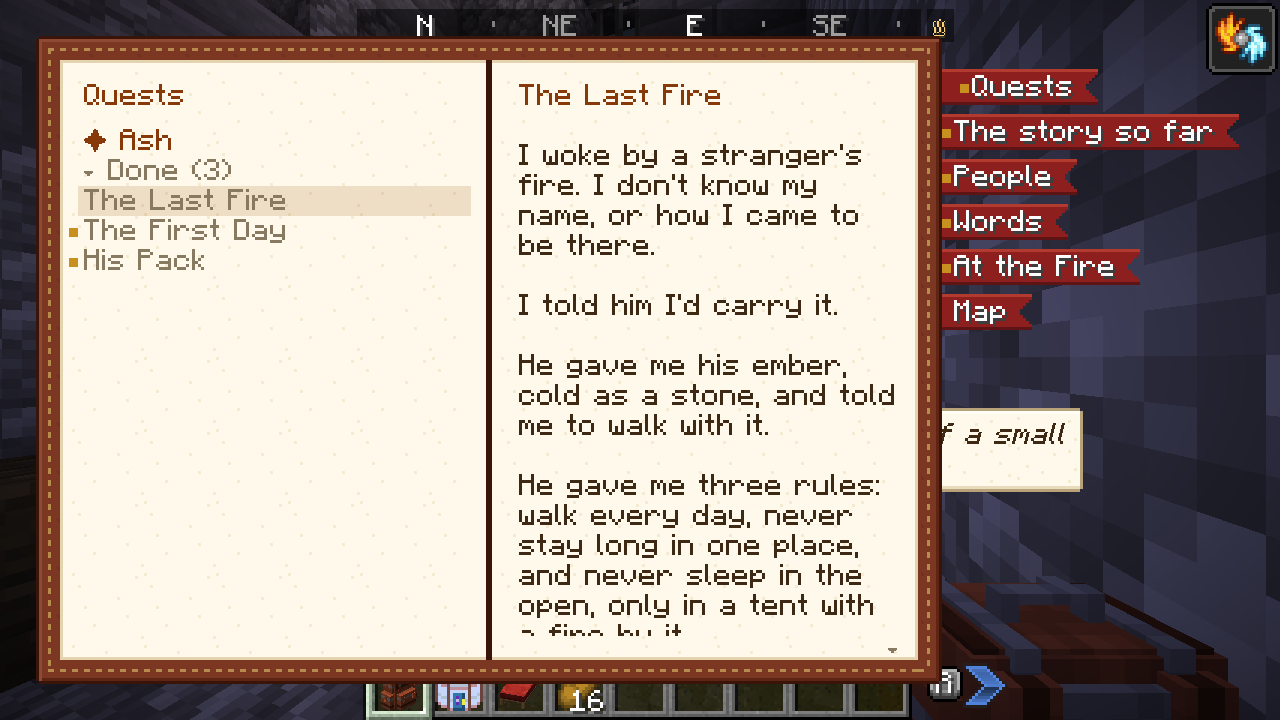 N NE E SE
Quests
Ash
Done (3)
The Last Fire
The First Day
His Pack
The Last Fire
I woke by a stranger's
fire. I don't know my
name, or how I came to
be there.
I told him I'd carry it.
He gave me his ember,
cold as a stone, and told
me to walk with it.
He gave me three rules:
walk every day, never
stay long in one place,
and never sleep in the
open, only in a tent with
a fire by it.
Quests
The story so far
People
Words
At the Fire
Map
f a small
16